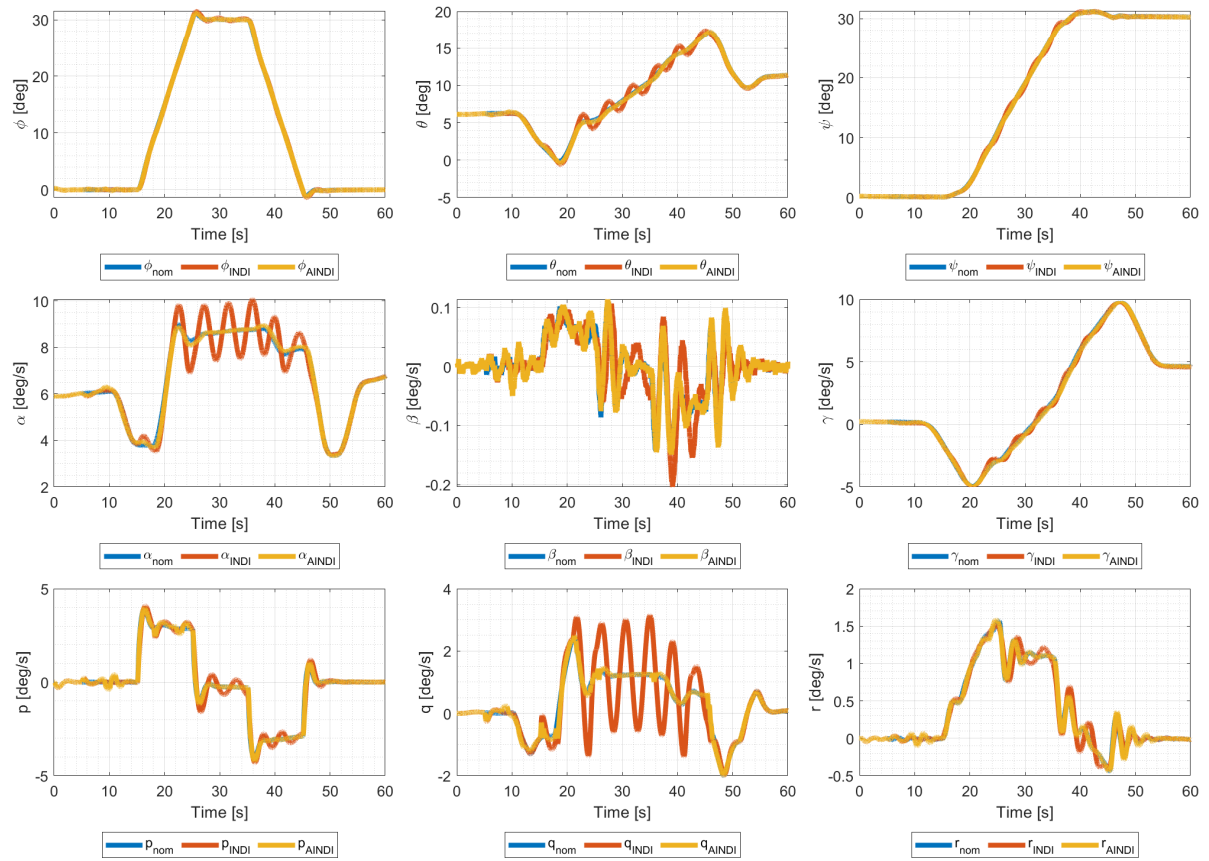 30
20
10
0
ϕ [deg]
0 10 20 30 40 50 60
Time [s]
ϕnom ϕINDI ϕAINDI
20
15
10
5
0
-5
θ [deg]
0 10 20 30 40 50 60
Time [s]
θnom θINDI θAINDI
30
20
10
0
ψ [deg]
0 10 20 30 40 50 60
Time [s]
ψnom ψINDI ψAINDI
10
8
6
4
2
α [deg/s]
0 10 20 30 40 50 60
Time [s]
αnom αINDI αAINDI
0.1
0
-0.1
-0.2
β [deg/s]
0 10 20 30 40 50 60
Time [s]
βnom βINDI βAINDI
10
5
0
-5
γ [deg/s]
0 10 20 30 40 50 60
Time [s]
γnom γINDI γAINDI
5
0
-5
p [deg/s]
0 10 20 30 40 50 60
Time [s]
pnom pINDI pAINDI
4
2
0
-2
q [deg/s]
0 10 20 30 40 50 60
Time [s]
qnom qINDI qAINDI
2
1.5
1
0.5
0
-0.5
r [deg/s]
0 10 20 30 40 50 60
Time [s]
rnom rINDI rAINDI